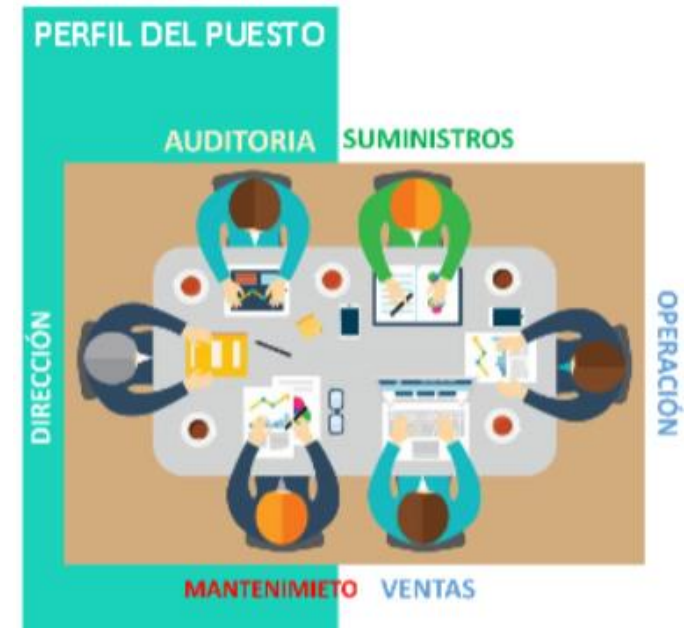 PERFIL DEL PUESTO
AUDITORIA SUMINISTROS
DIRECCIÓN
OPERACIÓN
MANTENIMIETO VENTAS